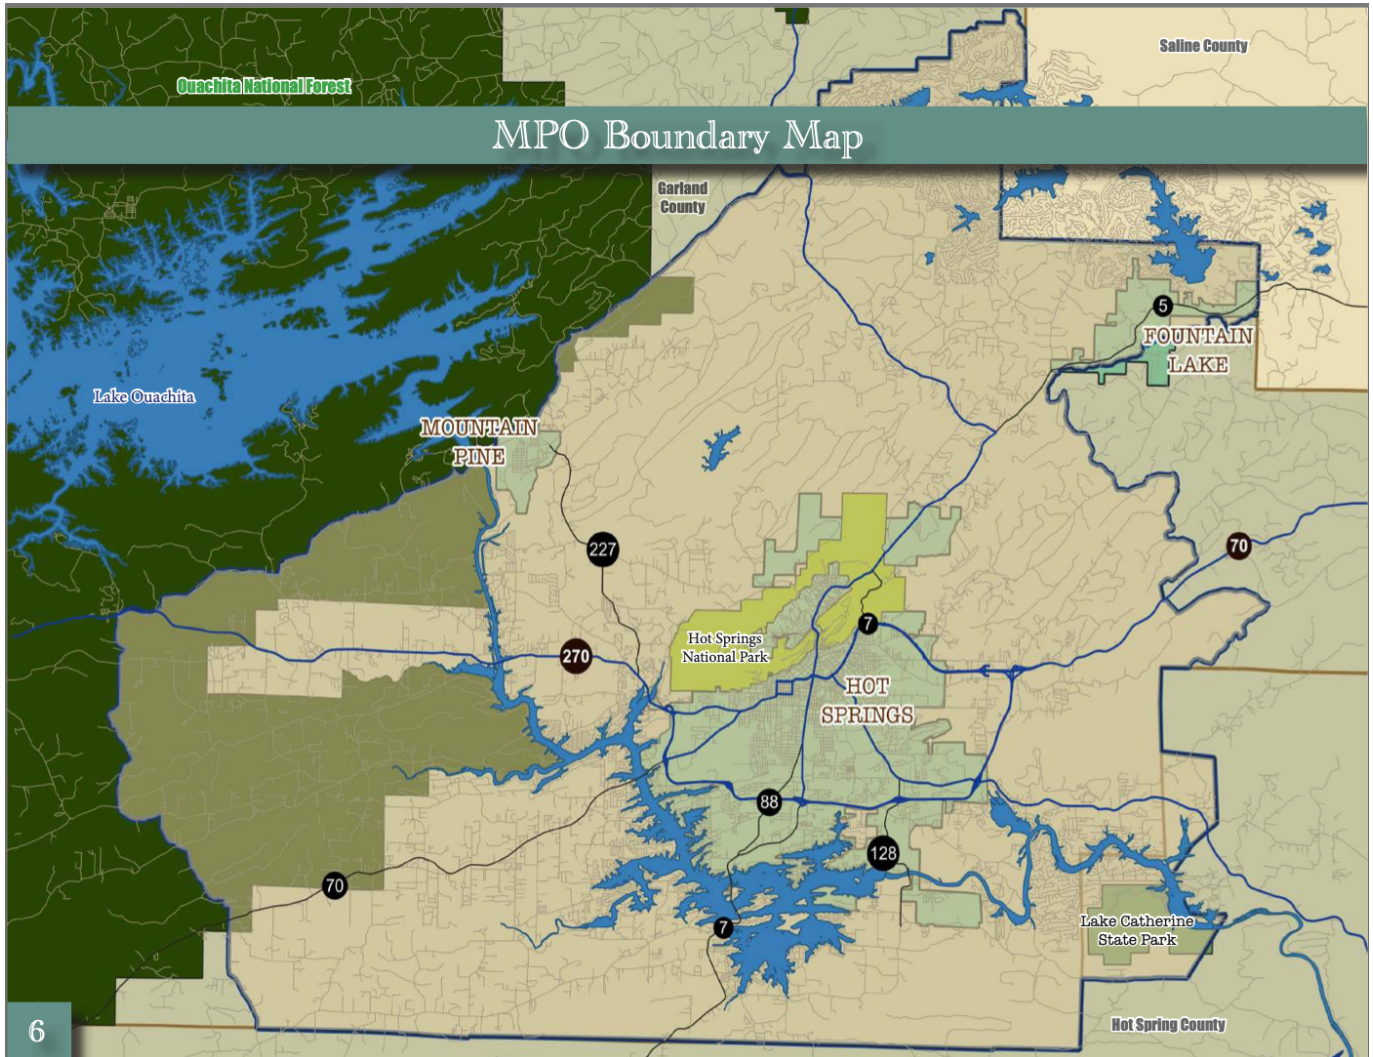 Saline County
Ouachita National Forest
MPO Boundary Map
Garland
County
5
FOUNTAIN
LAKE
Lake Ouachita
MOUNTAIN
PINE
227
70
7
Hot Springs
National Park
270
HOT
SPRINGS
88
128
70
7
Lake Catherine
State Park
Hot Spring County
6